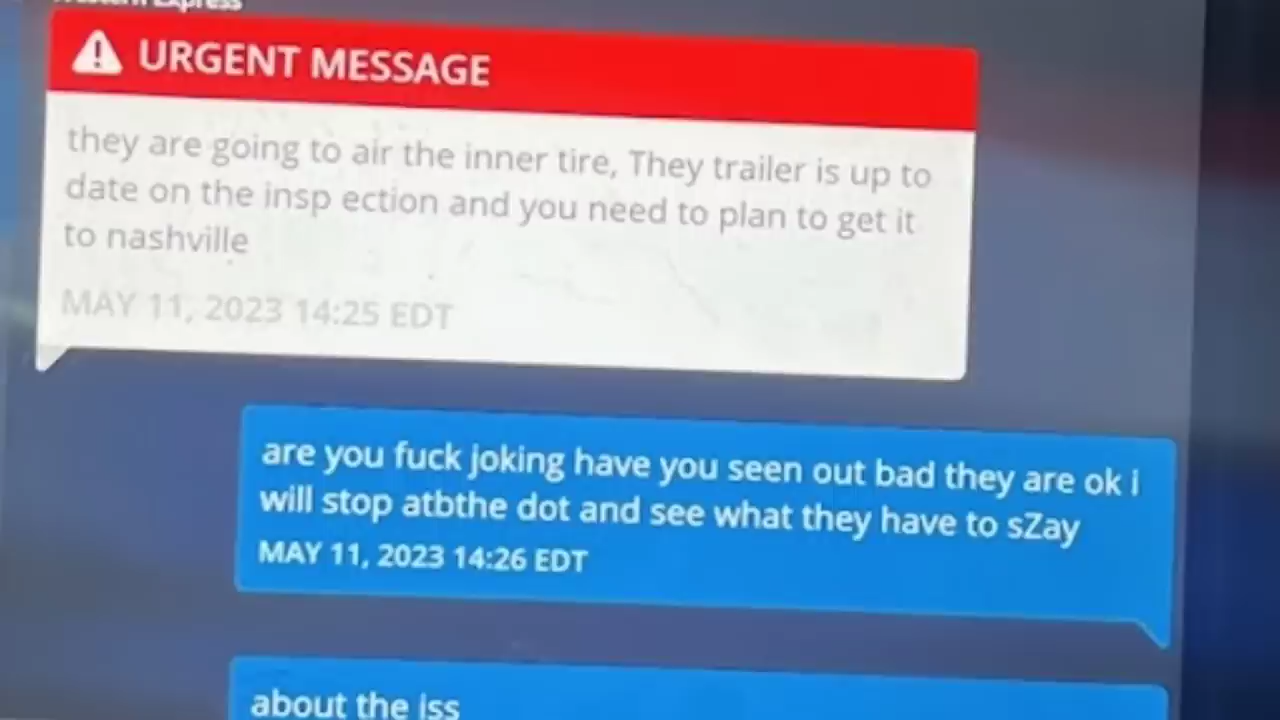 Express
URGENT MESSAGE
they are going to air the inner tire, They trailer is up to
date on the insp ection and you need to plan to get it
to nashville
MAY 11, 2023 14:25 EDT
are you fuck joking have you seen out bad they are ok i
will stop atbthe dot and see what they have to sZay
MAY 11, 2023 14:26 EDT
about the iss